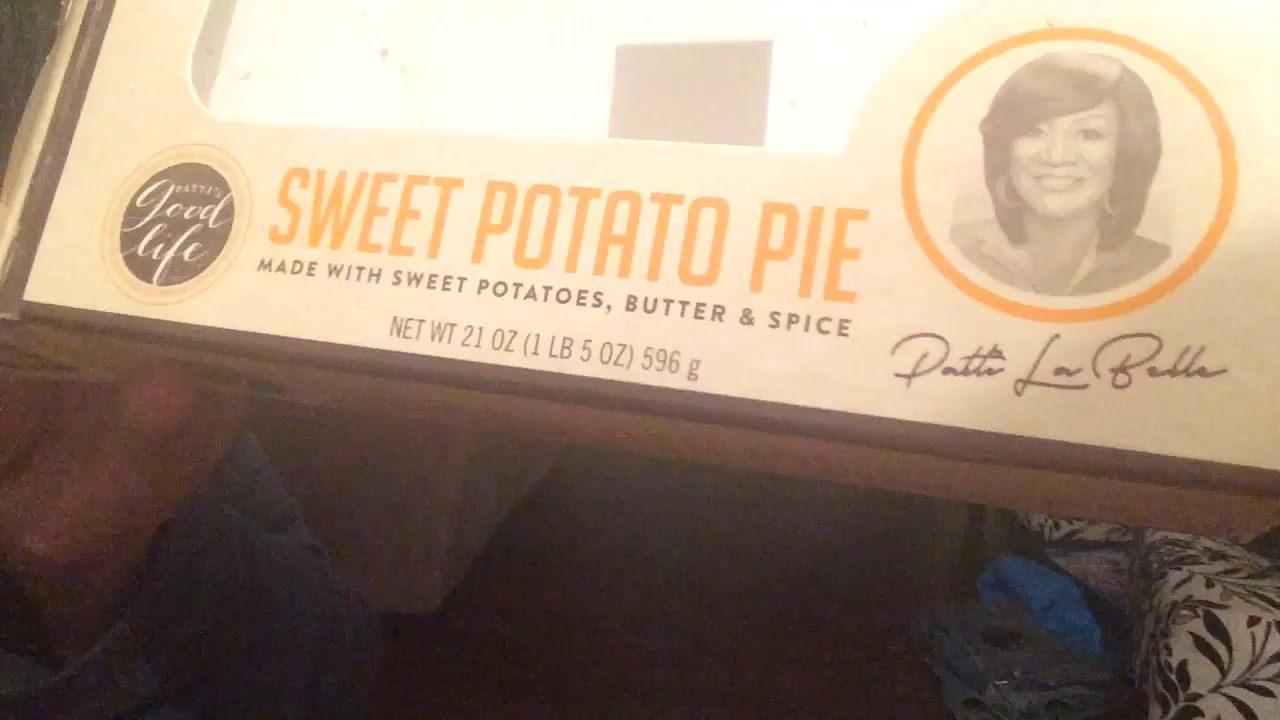 PATTI'S
Good
life
SWEET POTATO PIE
MADE WITH SWEET POTATOES, BUTTER & SPICE
NET WT 21 OZ (1 LB 5 OZ) 596 g
Patti LaBelle